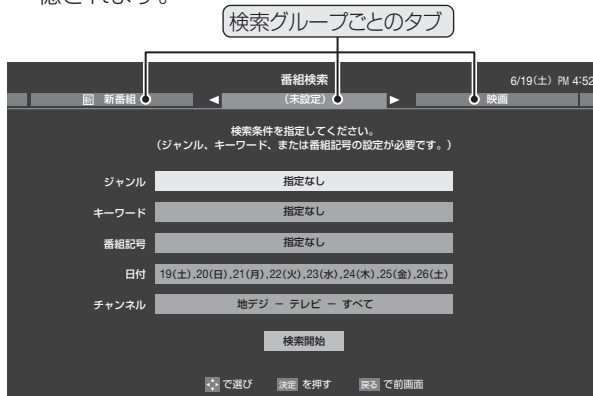 憶されます。
検索グループごとのタブ
番組検索 6/19(土) PM 4:52
新 新番組 ◀ (未設定) ▶ 映画
検索条件を指定してください。
(ジャンル、キーワード、または番組記号の設定が必要です。)
ジャンル 指定なし
キーワード 指定なし
番組記号 指定なし
日付 19(土),20(日),21(月),22(火),23(水),24(木),25(金),26(土)
チャンネル 地デジ － テレビ － すべて
検索開始
で選び 決定 を押す 戻る で前画面